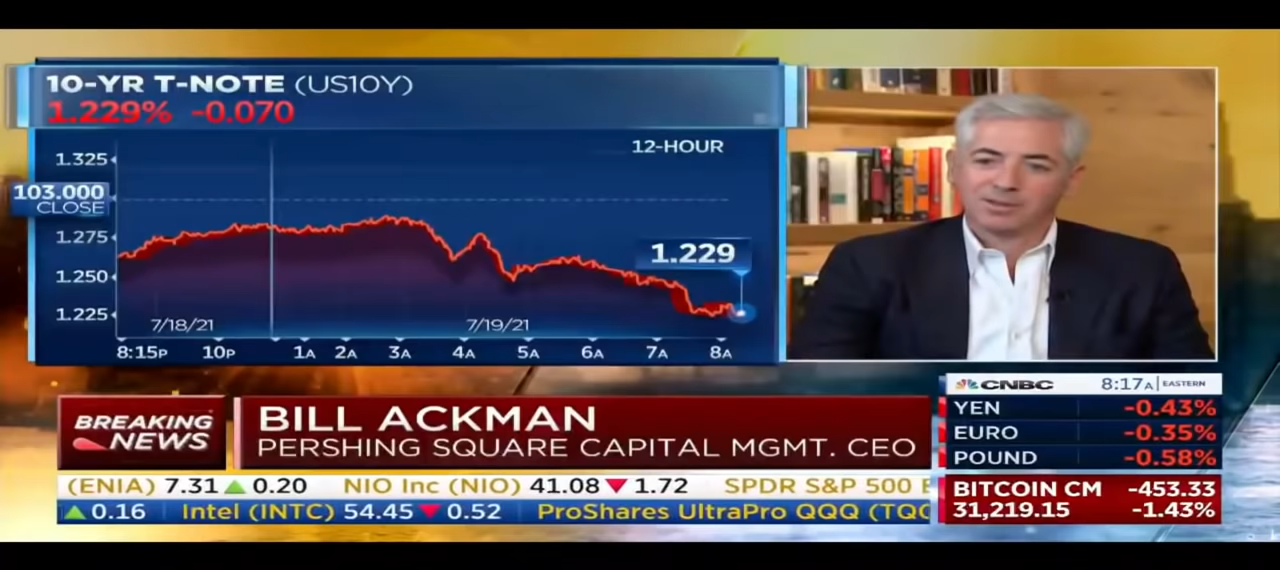 10-YR T-NOTE (US10Y)
1.229% -0.070
12-HOUR
1.325
103.000
CLOSE
1.275
1.250
1.225
1.229
7/18/21 7/19/21
8:15P 10P 1A 2A 3A 4A 5A 6A 7A 8A
BREAKING
NEWS
BILL ACKMAN
PERSHING SQUARE CAPITAL MGMT. CEO
CNBC 8:17A EASTERN
YEN -0.43%
EURO -0.35%
POUND -0.58%
BITCOIN CM -453.33
31,219.15 -1.43%
(ENIA) 7.31 ▲ 0.20 NIO Inc (NIO) 41.08 ▼ 1.72 SPDR S&P 500 E
▲ 0.16 Intel (INTC) 54.45 ▼ 0.52 ProShares UltraPro QQQ (TQQ